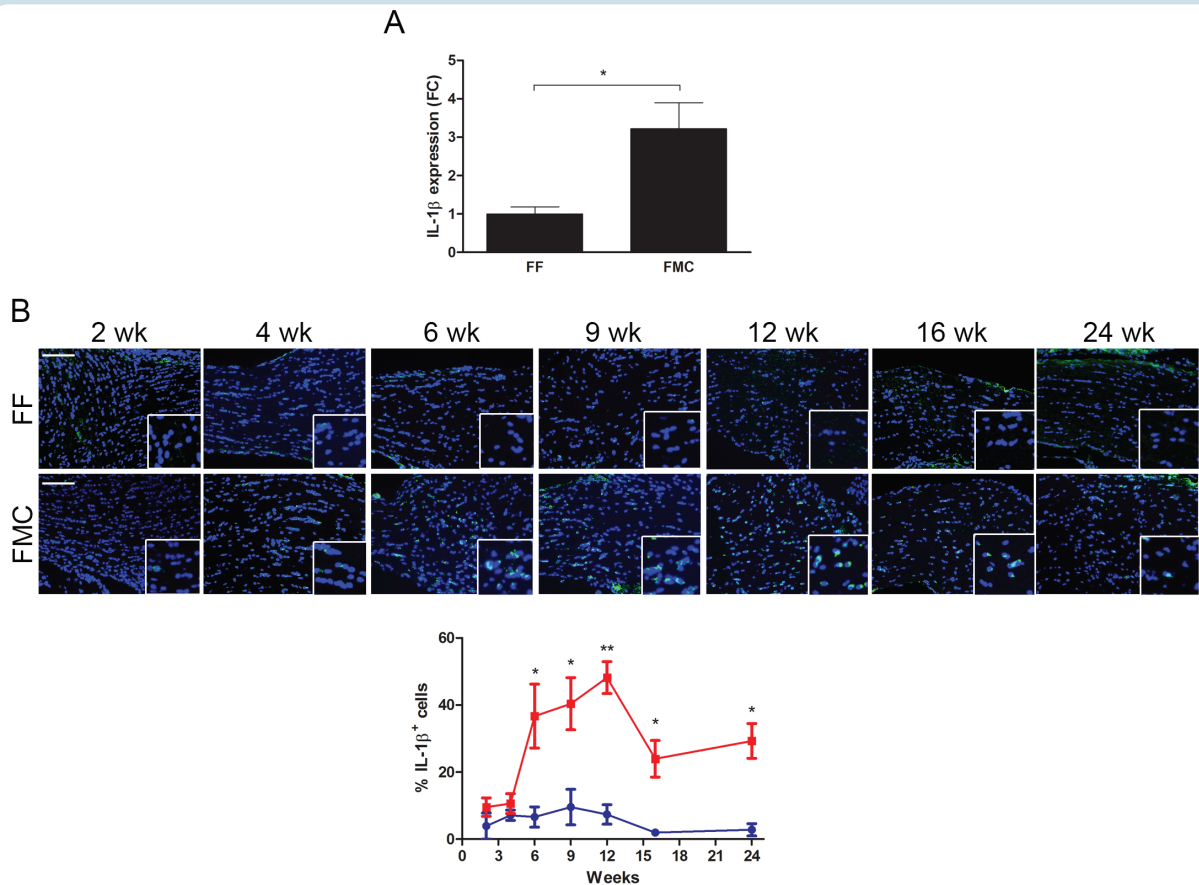 A
5
4
3
2
1
0
IL-1β expression (FC)
*
FF
FMC
B
2 wk
4 wk
6 wk
9 wk
12 wk
16 wk
24 wk
FF
FMC
60
40
20
0
% IL-1β⁺ cells
*
*
**
*
*
0 3 6 9 12 15 18 21 24
Weeks